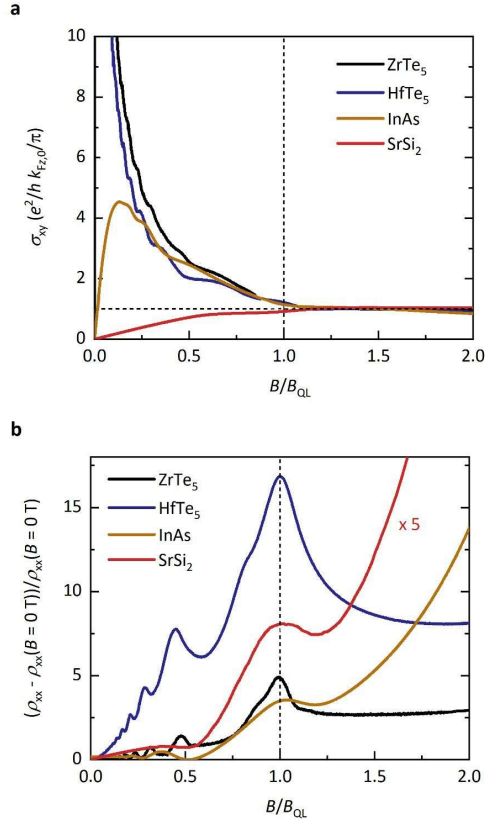 a
10
8
6
4
2
0
σxy (e²/h kFz,0/π)
ZrTe₅
HfTe₅
InAs
SrSi₂
0.0 0.5 1.0 1.5 2.0
B/BQL
b
15
10
5
0
(ρxx - ρxx(B = 0 T))/ρxx(B = 0 T))
ZrTe₅
HfTe₅
InAs
SrSi₂
x 5
0.0 0.5 1.0 1.5 2.0
B/BQL